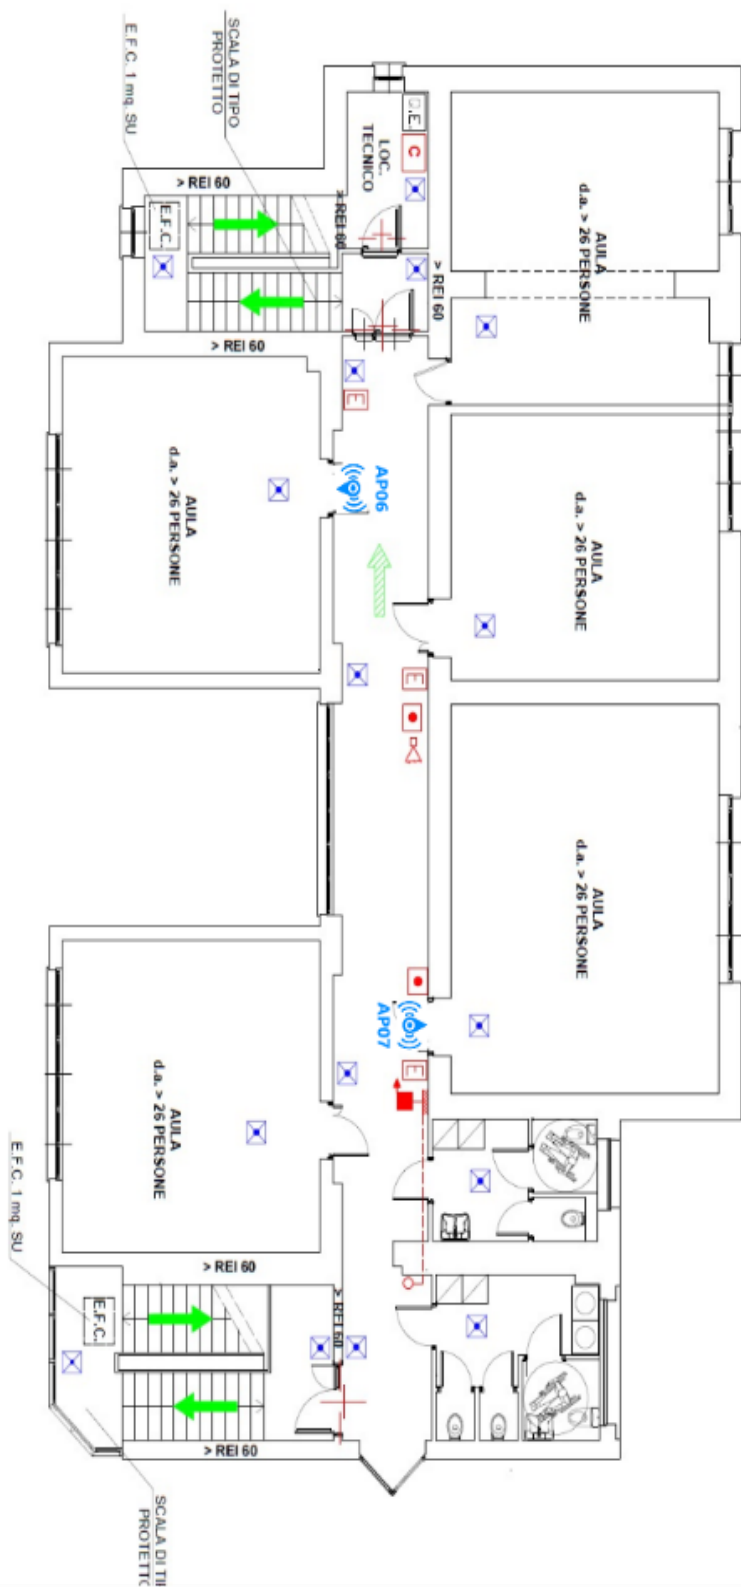 E.F.C. 1 mq. SU
SCALA DI TIPO
PROTETTO
> REI 60
E.F.C.
> REI 60
> REI 60
LOC.
TECNICO
Q.E.
C
> REI 60
AULA
d.a. > 26 PERSONE
E
AULA
d.a. > 26 PERSONE
AP06
AULA
d.a. > 26 PERSONE
E
AULA
d.a. > 26 PERSONE
AP07
E
AULA
d.a. > 26 PERSONE
E.F.C. 1 mq. SU
> REI 60
E.F.C.
> REI 60
> REI 60
SCALA DI TI
PROTETTO